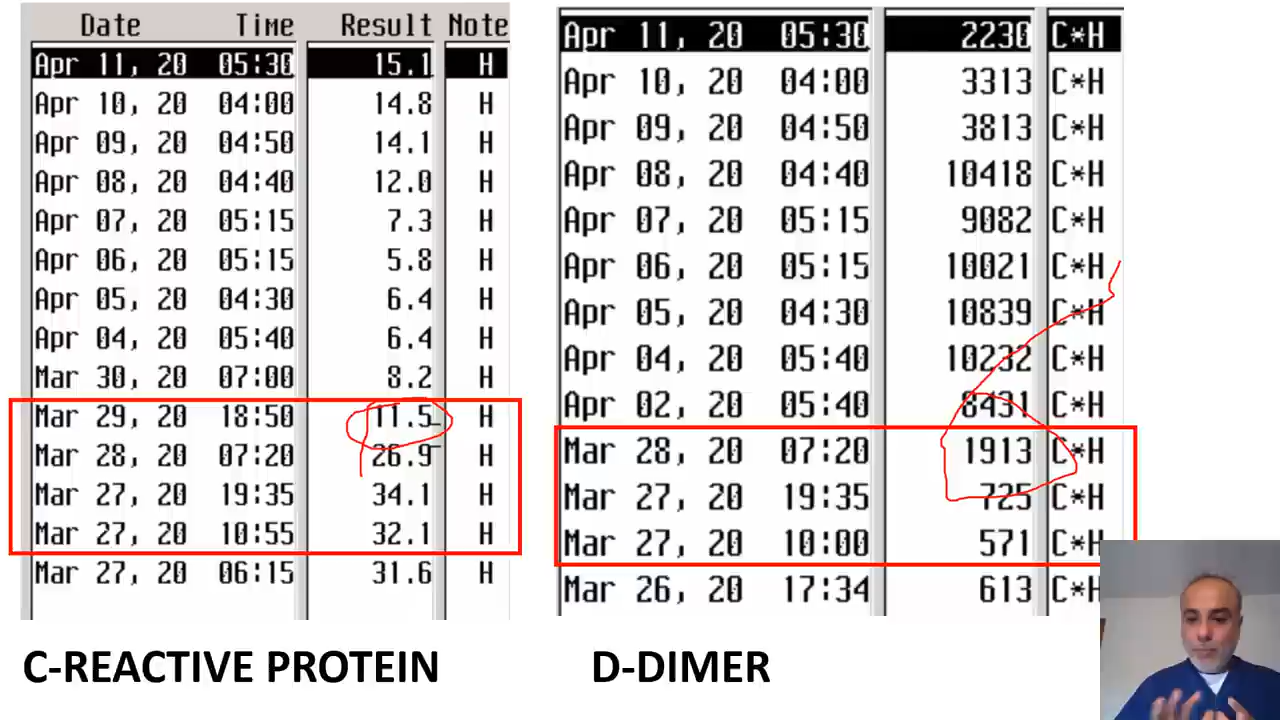 Date Time Result Note
Apr 11, 20 05:30 15.1 H
Apr 10, 20 04:00 14.8 H
Apr 09, 20 04:50 14.1 H
Apr 08, 20 04:40 12.0 H
Apr 07, 20 05:15 7.3 H
Apr 06, 20 05:15 5.8 H
Apr 05, 20 04:30 6.4 H
Apr 04, 20 05:40 6.4 H
Mar 30, 20 07:00 8.2 H
Mar 29, 20 18:50 11.5 H
Mar 28, 20 07:20 26.9 H
Mar 27, 20 19:35 34.1 H
Mar 27, 20 10:55 32.1 H
Mar 27, 20 06:15 31.6 H
C-REACTIVE PROTEIN
Apr 11, 20 05:30 2230 C*H
Apr 10, 20 04:00 3313 C*H
Apr 09, 20 04:50 3813 C*H
Apr 08, 20 04:40 10418 C*H
Apr 07, 20 05:15 9082 C*H
Apr 06, 20 05:15 10021 C*H
Apr 05, 20 04:30 10839 C*H
Apr 04, 20 05:40 10232 C*H
Apr 02, 20 05:40 8431 C*H
Mar 28, 20 07:20 1913 C*H
Mar 27, 20 19:35 725 C*H
Mar 27, 20 10:00 571 C*H
Mar 26, 20 17:34 613 C*H
D-DIMER